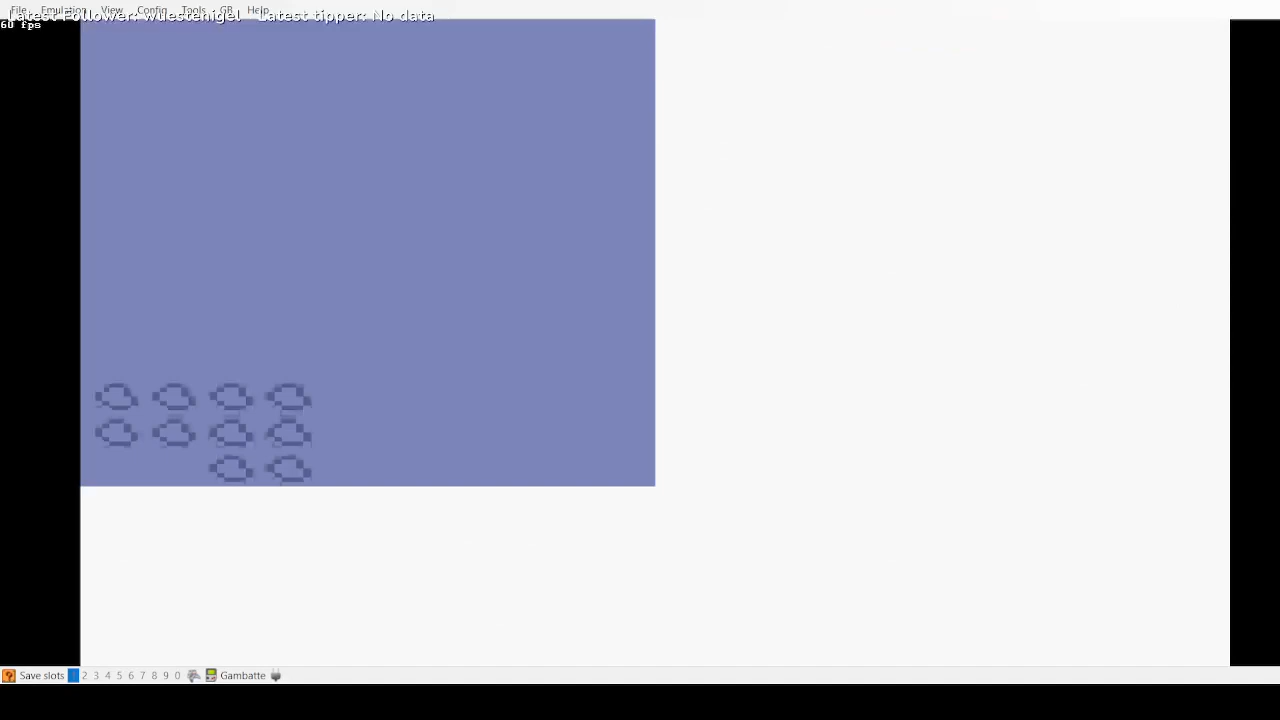 File Emulation View Config Tools GB Help
Latest Follower: wuestenigel Latest tipper: No data
60 fps
Save slots 1 2 3 4 5 6 7 8 9 0 Gambatte